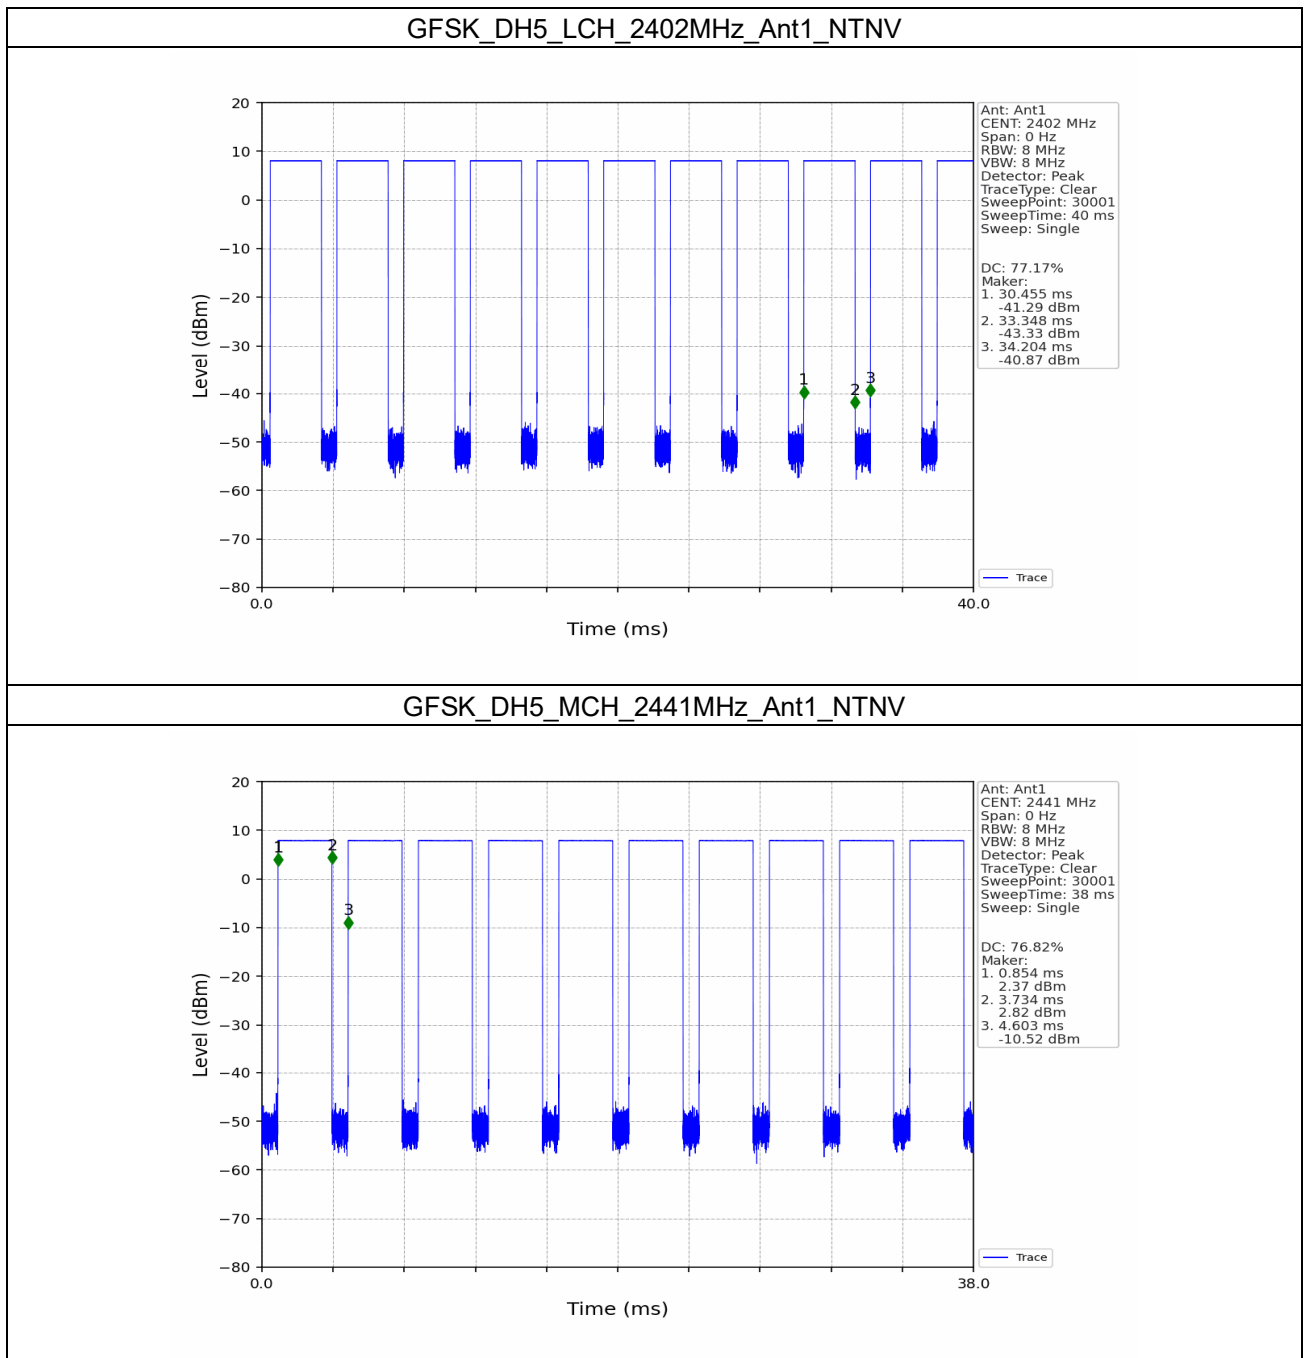 GFSK_DH5_LCH_2402MHz_Ant1_NTNV
20
10
0
−10
−20
−30
−40
−50
−60
−70
−80
Level (dBm)
1
2
3
0.0
40.0
Time (ms)
Ant: Ant1
CENT: 2402 MHz
Span: 0 Hz
RBW: 8 MHz
VBW: 8 MHz
Detector: Peak
TraceType: Clear
SweepPoint: 30001
SweepTime: 40 ms
Sweep: Single
DC: 77.17%
Maker:
1. 30.455 ms
-41.29 dBm
2. 33.348 ms
-43.33 dBm
3. 34.204 ms
-40.87 dBm
Trace
GFSK_DH5_MCH_2441MHz_Ant1_NTNV
20
10
0
−10
−20
−30
−40
−50
−60
−70
−80
Level (dBm)
1
2
3
0.0
38.0
Time (ms)
Ant: Ant1
CENT: 2441 MHz
Span: 0 Hz
RBW: 8 MHz
VBW: 8 MHz
Detector: Peak
TraceType: Clear
SweepPoint: 30001
SweepTime: 38 ms
Sweep: Single
DC: 76.82%
Maker:
1. 0.854 ms
2.37 dBm
2. 3.734 ms
2.82 dBm
3. 4.603 ms
-10.52 dBm
Trace